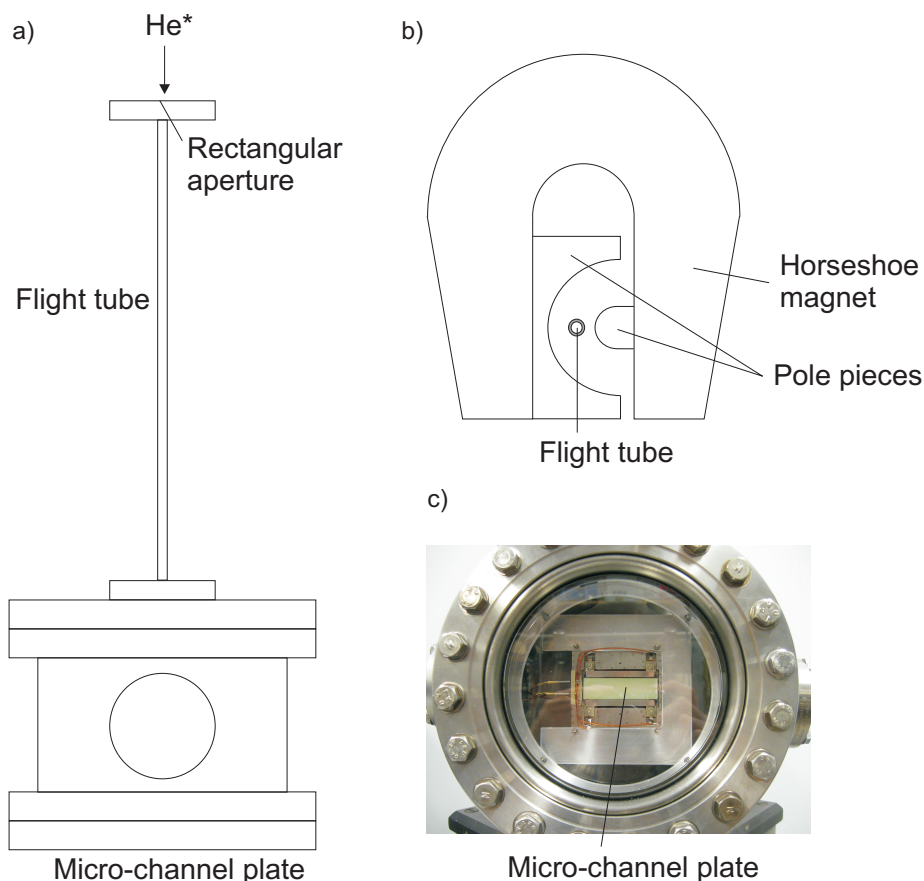 a)
He*
Rectangular
aperture
Flight tube
Micro-channel plate
b)
Horseshoe
magnet
Pole pieces
Flight tube
c)
Micro-channel plate